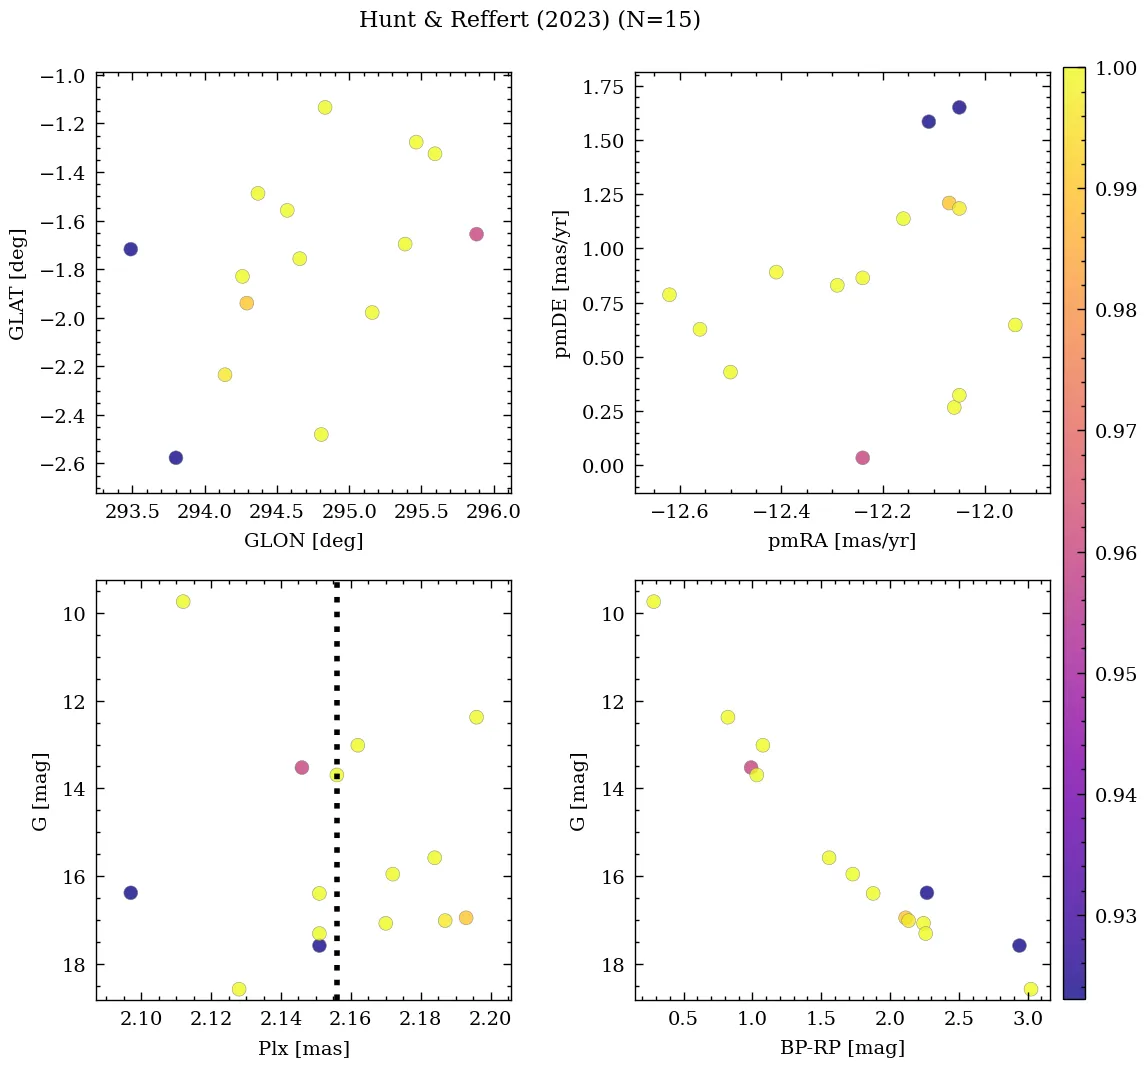 Hunt & Reffert (2023) (N=15)
−1.0
−1.2
−1.4
−1.6
−1.8
−2.0
−2.2
−2.4
−2.6
GLAT [deg]
293.5 294.0 294.5 295.0 295.5 296.0
GLON [deg]
1.75
1.50
1.25
1.00
0.75
0.50
0.25
0.00
pmDE [mas/yr]
−12.6 −12.4 −12.2 −12.0
pmRA [mas/yr]
10
12
14
16
18
G [mag]
2.10 2.12 2.14 2.16 2.18 2.20
Plx [mas]
10
12
14
16
18
G [mag]
0.5 1.0 1.5 2.0 2.5 3.0
BP-RP [mag]
1.00
0.99
0.98
0.97
0.96
0.95
0.94
0.93